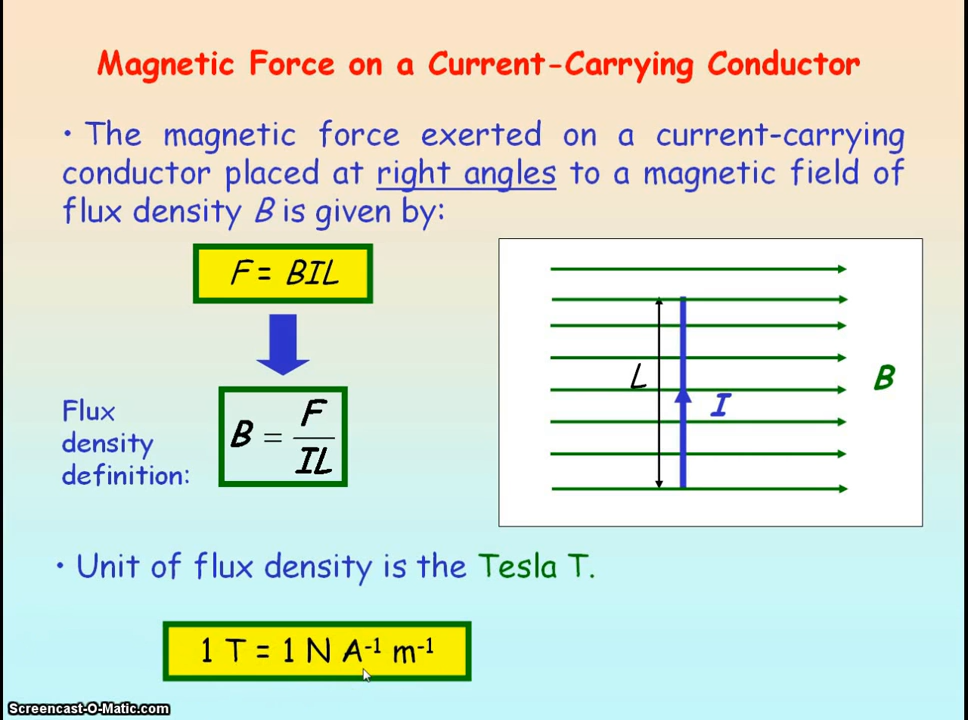 Magnetic Force on a Current-Carrying Conductor
• The magnetic force exerted on a current-carrying
conductor placed at right angles to a magnetic field of
flux density B is given by:
F = BIL
Flux
density
definition:
B = F/IL
L
I
B
• Unit of flux density is the Tesla T.
1 T = 1 N A⁻¹ m⁻¹
Screencast-O-Matic.com